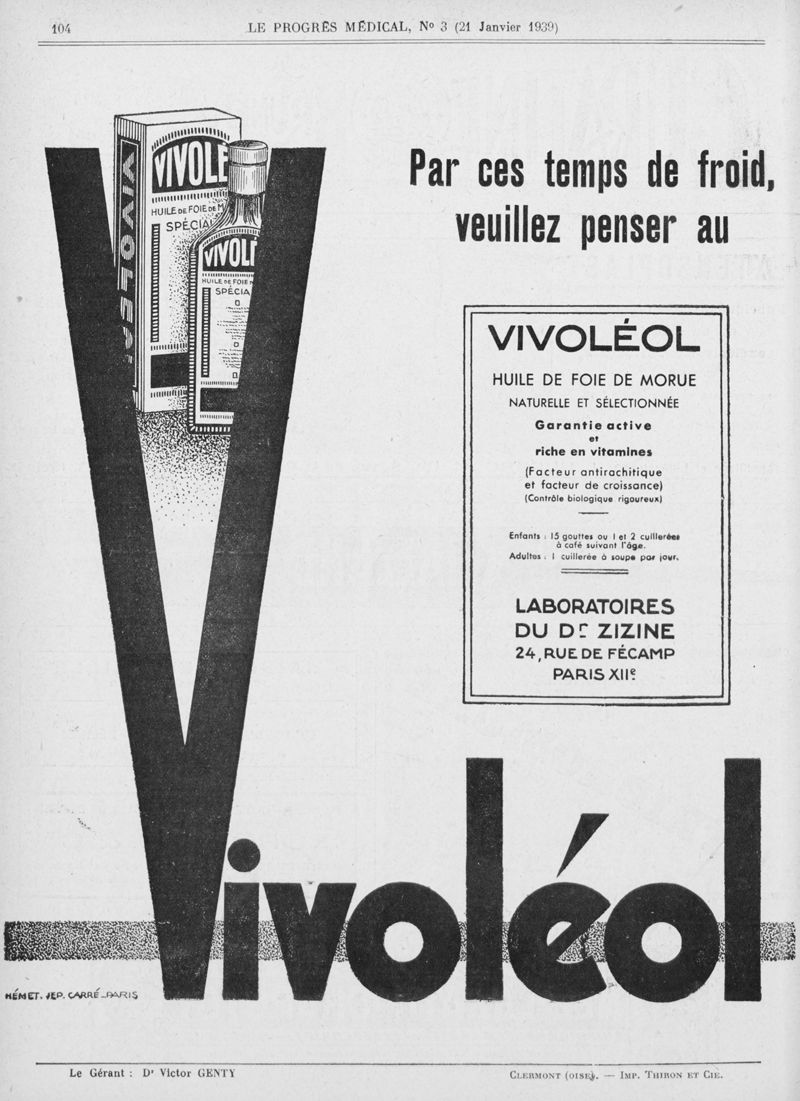 104
LE PROGRÈS MÉDICAL, No 3 (21 Janvier 1939)
VIVOLÉOL
VIVOLÉ
HUILE DE FOIE DE M
SPÉCIA
VIVOLÉ
HUILE DE FOIE
SPÉCIA
Par ces temps de froid,
veuillez penser au
VIVOLÉOL
HUILE DE FOIE DE MORUE
NATURELLE ET SÉLECTIONNÉE
Garantie active
et
riche en vitamines
(Facteur antirachitique
et facteur de croissance)
(Contrôle biologique rigoureux)
Enfants : 15 gouttes ou 1 et 2 cuillerées
à café suivant l'âge.
Adultes : 1 cuillerée à soupe par jour.
LABORATOIRES
DU Dr ZIZINE
24, RUE DE FÉCAMP
PARIS XIIe
Vivoléol
HÉMET. JEP. CARRÉ_PARIS
Le Gérant : Dr Victor GENTY
CLERMONT (OISE). — IMP. THIRON ET CIE.